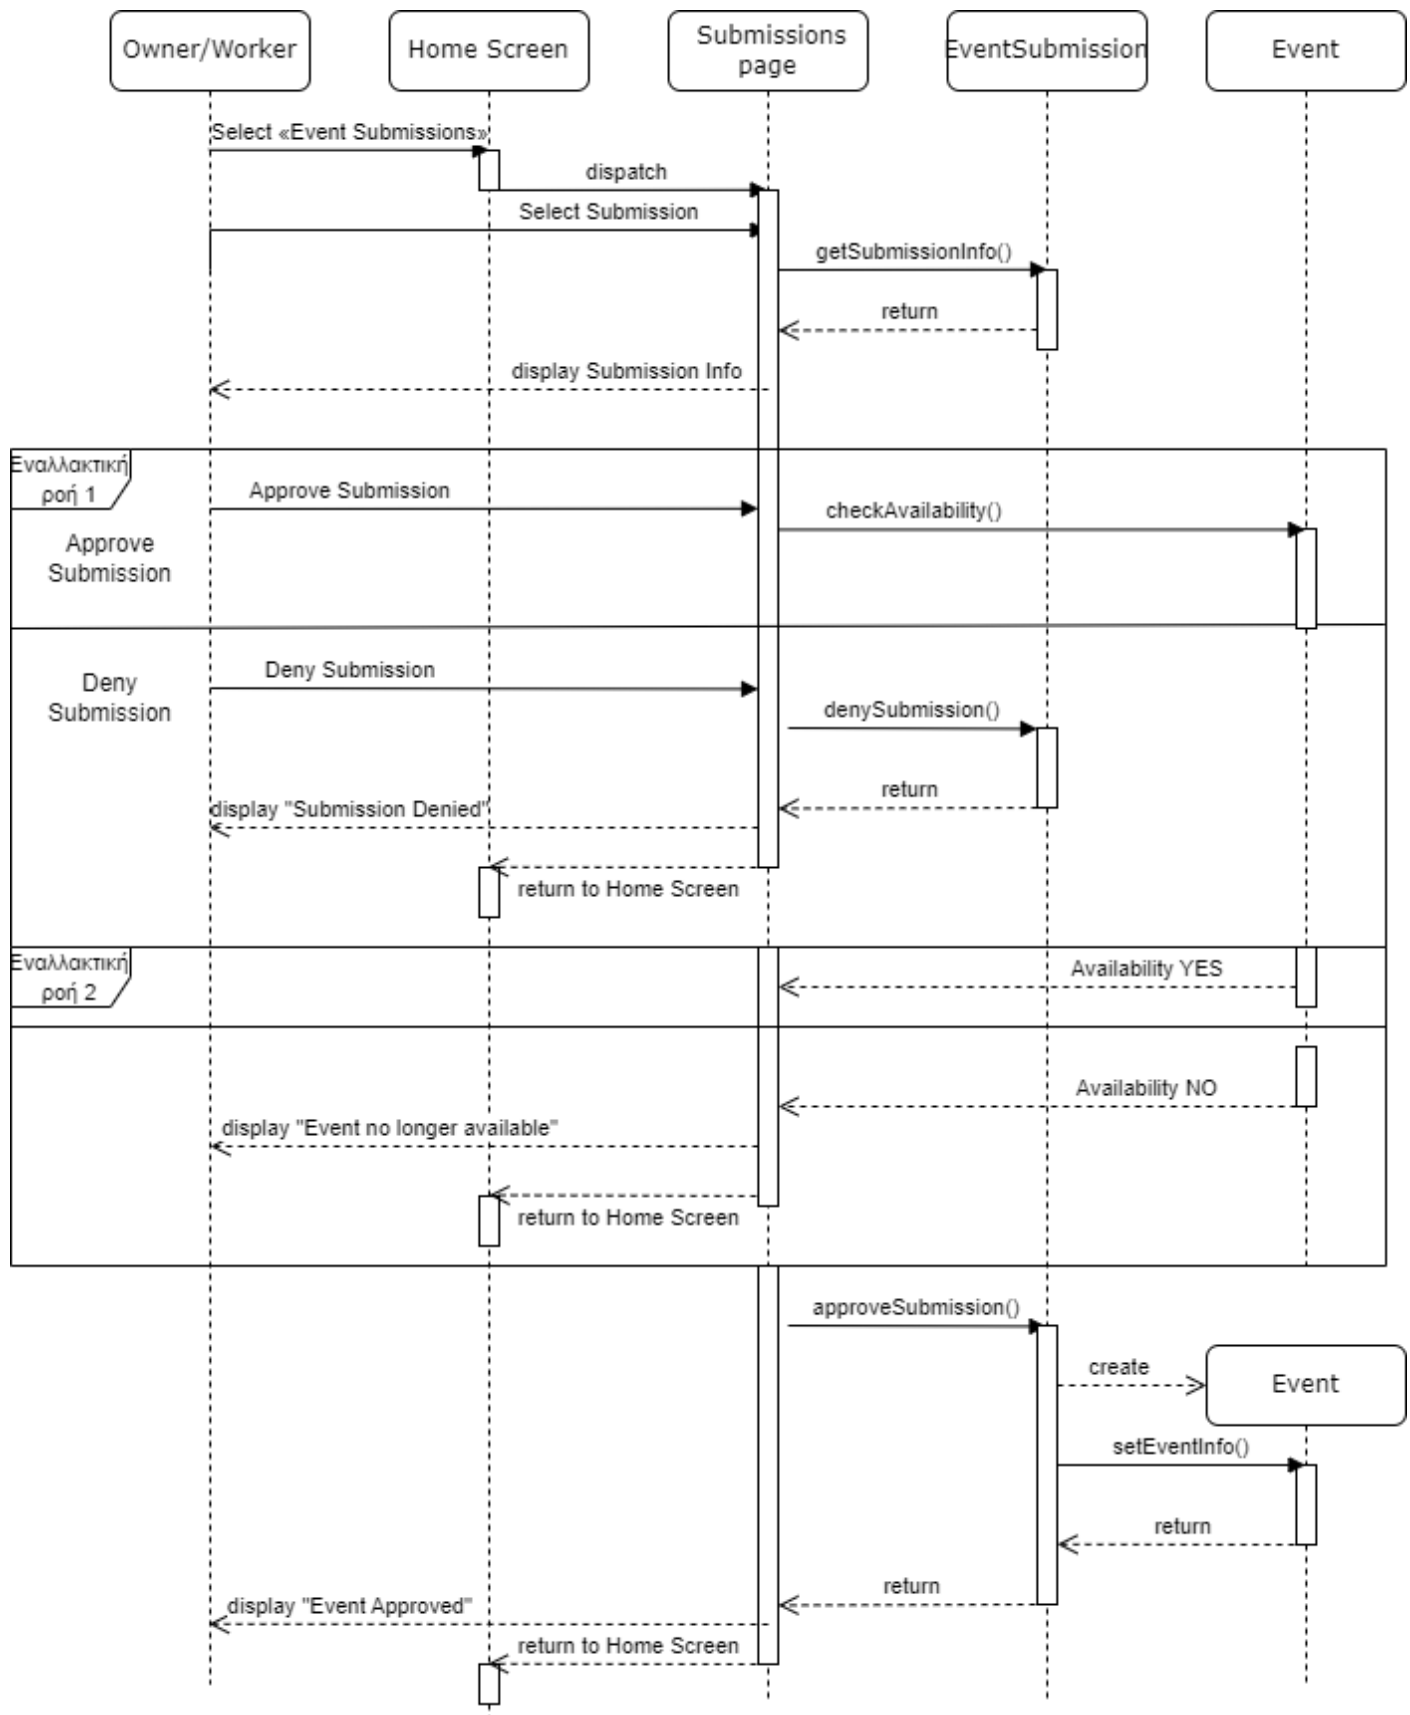 Owner/Worker
Home Screen
Submissions
page
EventSubmission
Event
Select «Event Submissions»
dispatch
Select Submission
getSubmissionInfo()
return
display Submission Info
Εναλλακτική
ροή 1
Approve Submission
checkAvailability()
Approve
Submission
Deny Submission
Deny
Submission
denySubmission()
return
display "Submission Denied"
return to Home Screen
Εναλλακτική
ροή 2
Availability YES
Availability NO
display "Event no longer available"
return to Home Screen
approveSubmission()
create
Event
setEventInfo()
return
return
display "Event Approved"
return to Home Screen